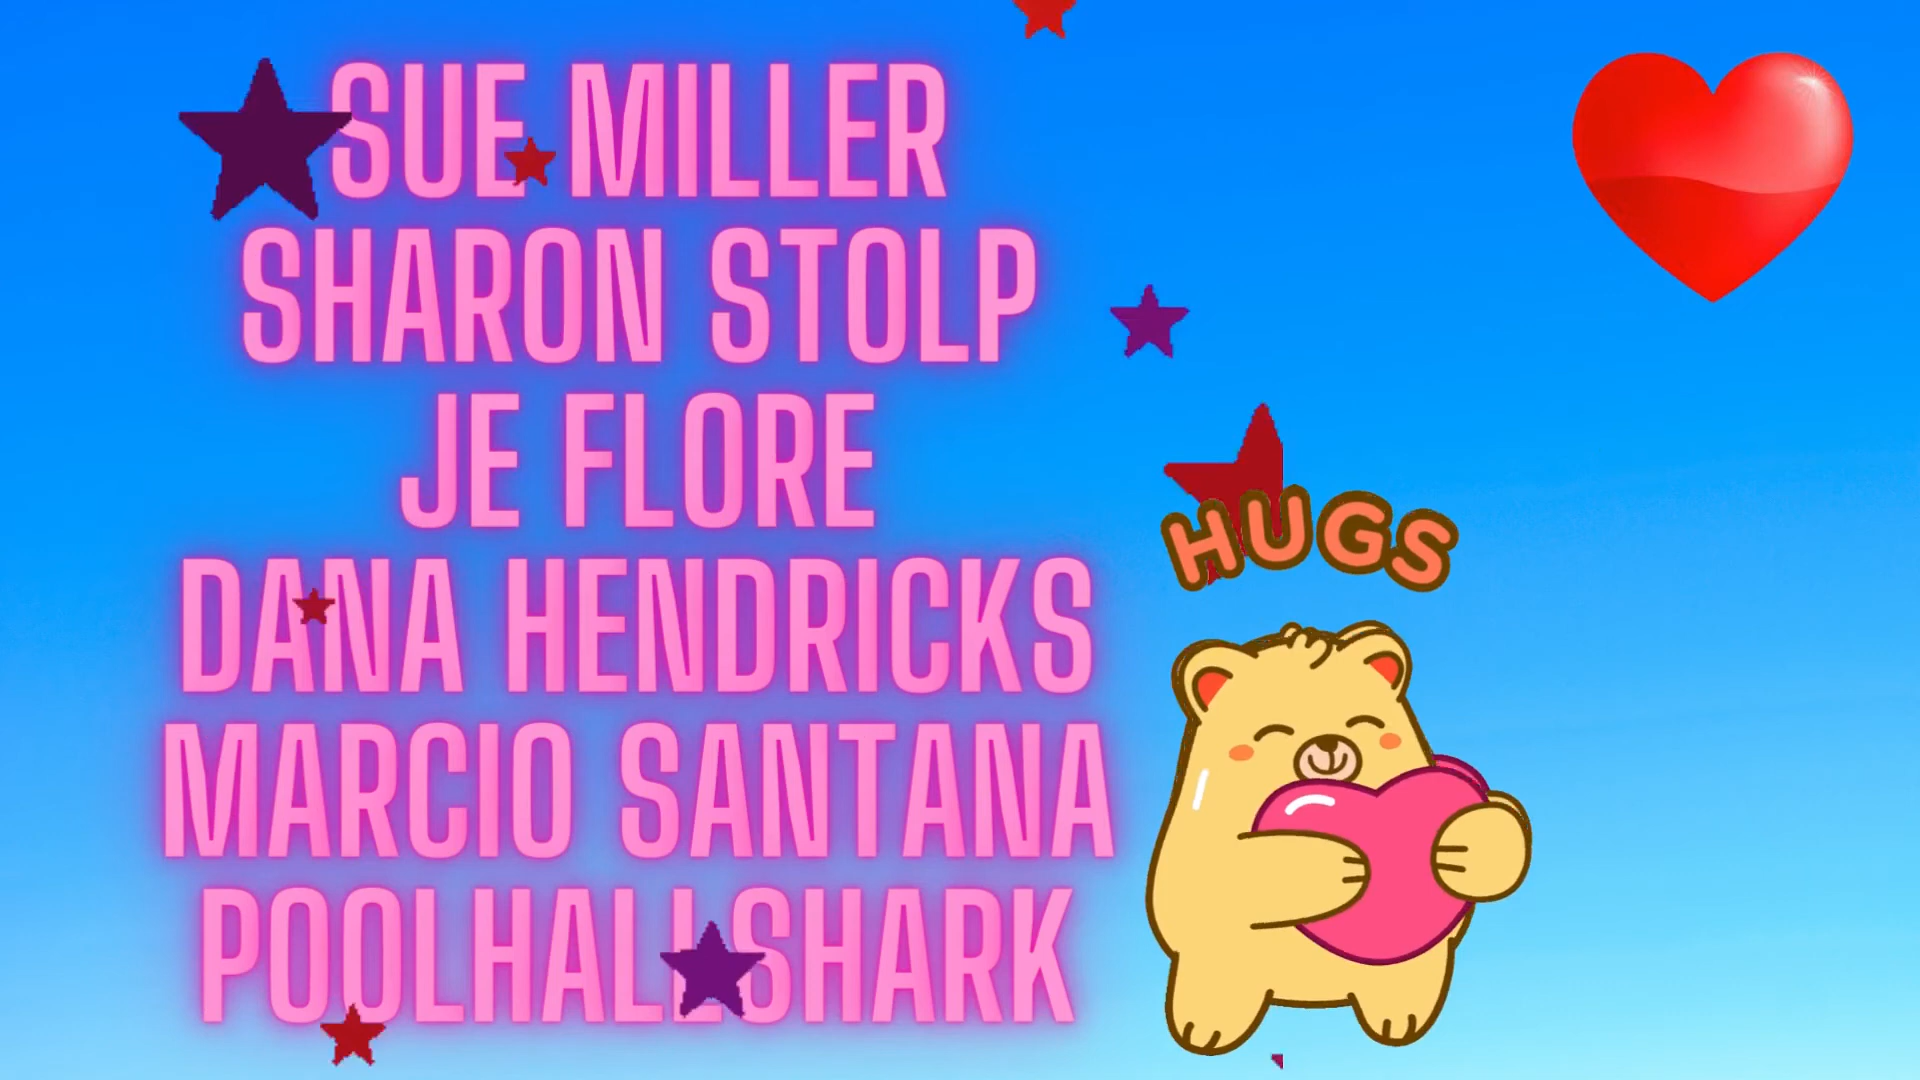 SUE MILLER
SHARON STOLP
JE FLORE
DANA HENDRICKS
MARCIO SANTANA
POOLHALLSHARK
HUGS